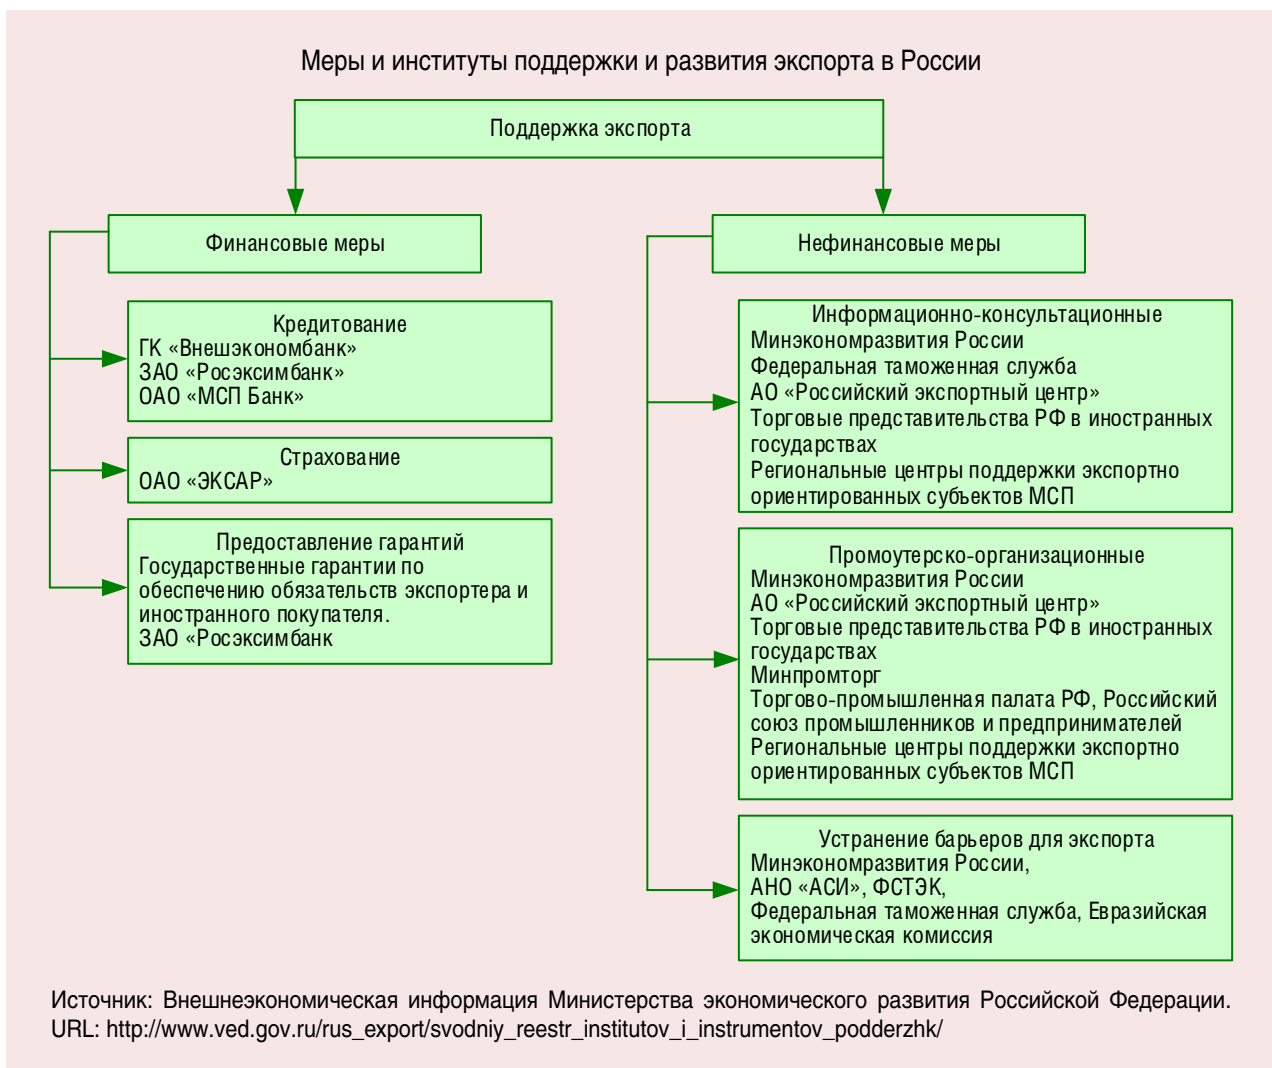 Меры и институты поддержки и развития экспорта в России
Поддержка экспорта
Финансовые меры
Кредитование
ГК «Внешэкономбанк»
ЗАО «Росэксимбанк»
ОАО «МСП Банк»
Страхование
ОАО «ЭКСАР»
Предоставление гарантий
Государственные гарантии по
обеспечению обязательств экспортера и
иностранного покупателя.
ЗАО «Росэксимбанк
Нефинансовые меры
Информационно-консультационные
Минэкономразвития России
Федеральная таможенная служба
АО «Российский экспортный центр»
Торговые представительства РФ в иностранных
государствах
Региональные центры поддержки экспортно
ориентированных субъектов МСП
Промоутерско-организационные
Минэкономразвития России
АО «Российский экспортный центр»
Торговые представительства РФ в иностранных
государствах
Минпромторг
Торгово-промышленная палата РФ, Российский
союз промышленников и предпринимателей
Региональные центры поддержки экспортно
ориентированных субъектов МСП
Устранение барьеров для экспорта
Минэкономразвития России,
АНО «АСИ», ФСТЭК,
Федеральная таможенная служба, Евразийская
экономическая комиссия
Источник: Внешнеэкономическая информация Министерства экономического развития Российской Федерации.
URL: http://www.ved.gov.ru/rus_export/svodniy_reestr_institutov_i_instrumentov_podderzhk/